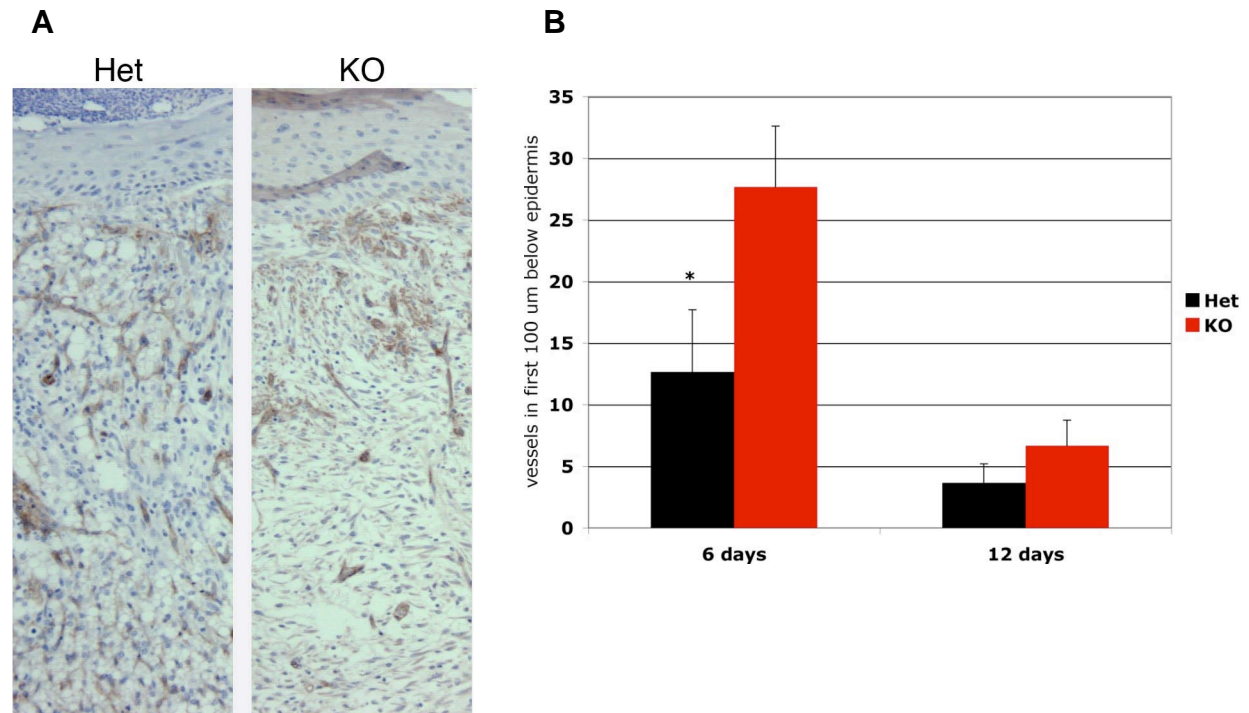 A
B
Het
KO
vessels in first 100 um below epidermis
35
30
25
20
15
10
5
0
*
6 days
12 days
Het
KO